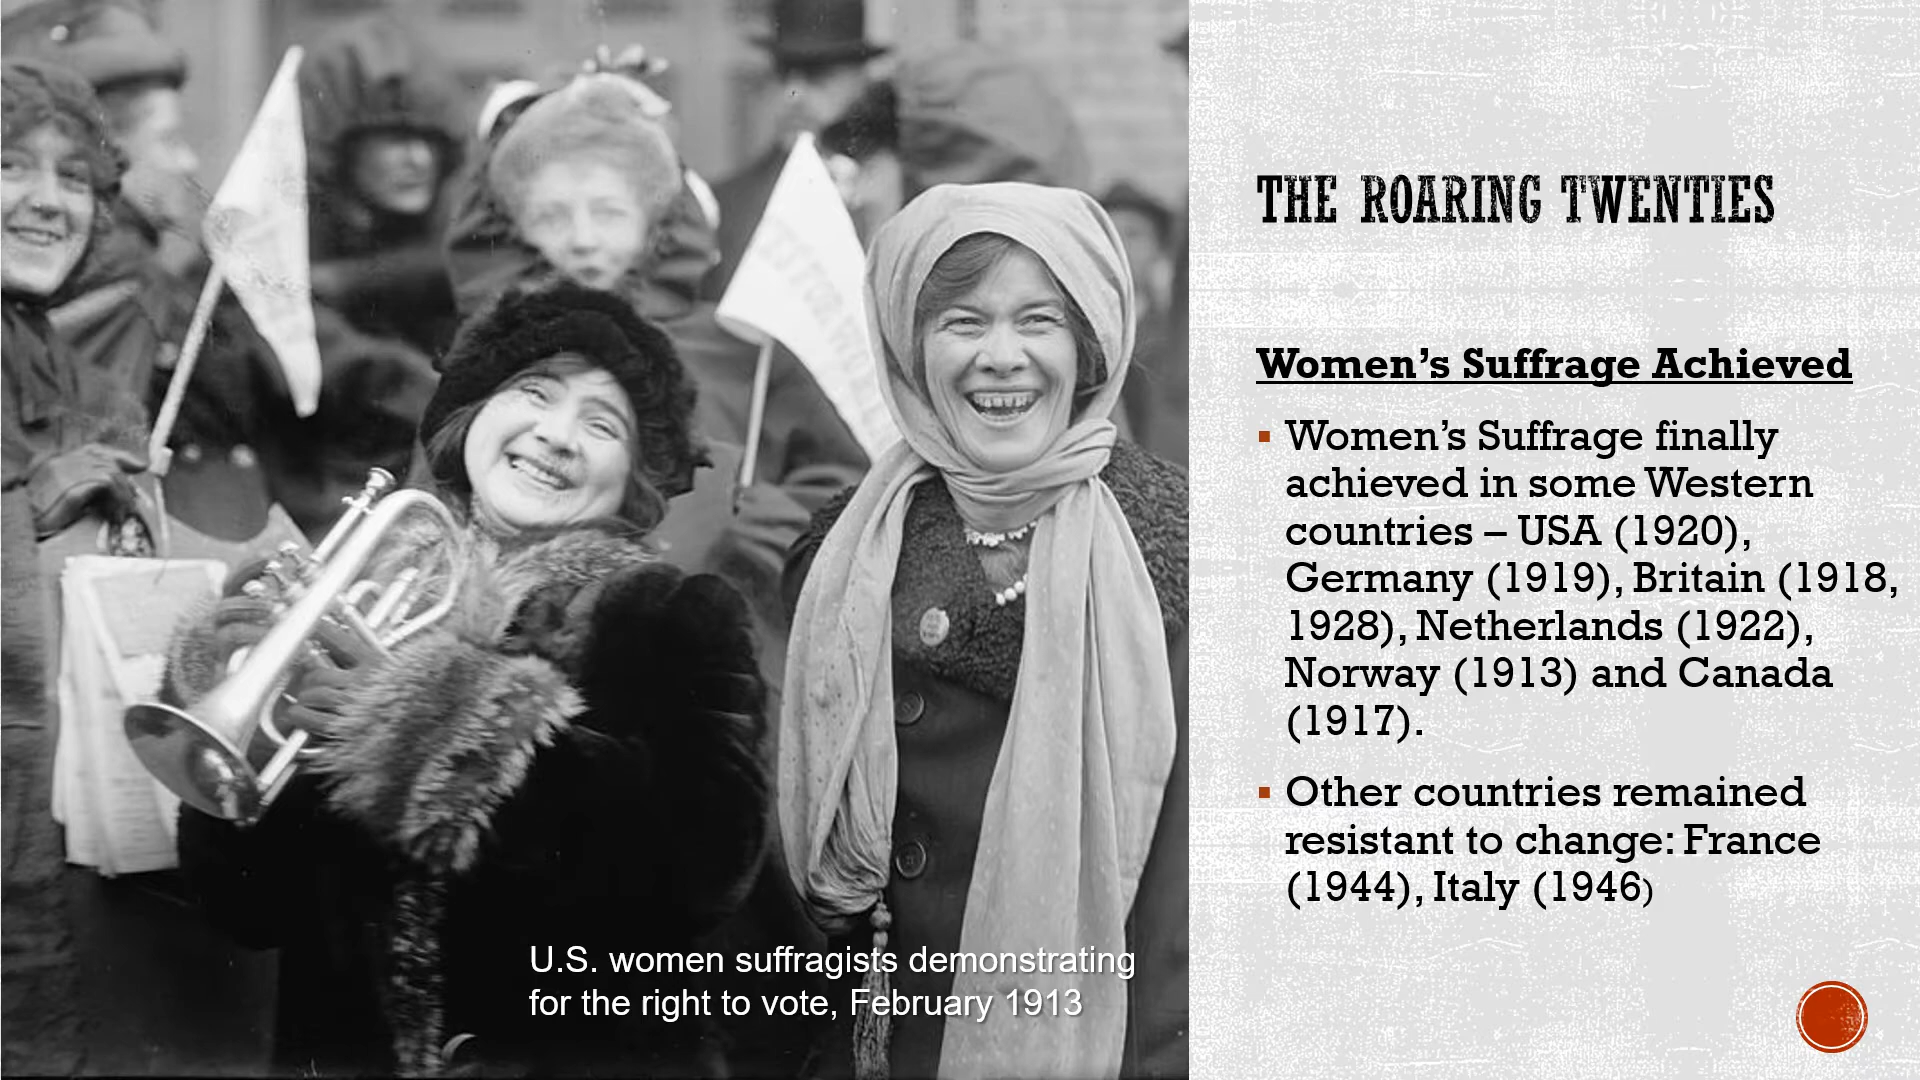 THE ROARING TWENTIES
Women’s Suffrage Achieved
Women’s Suffrage finally
achieved in some Western
countries – USA (1920),
Germany (1919), Britain (1918,
1928), Netherlands (1922),
Norway (1913) and Canada
(1917).
Other countries remained
resistant to change: France
(1944), Italy (1946)
U.S. women suffragists demonstrating
for the right to vote, February 1913